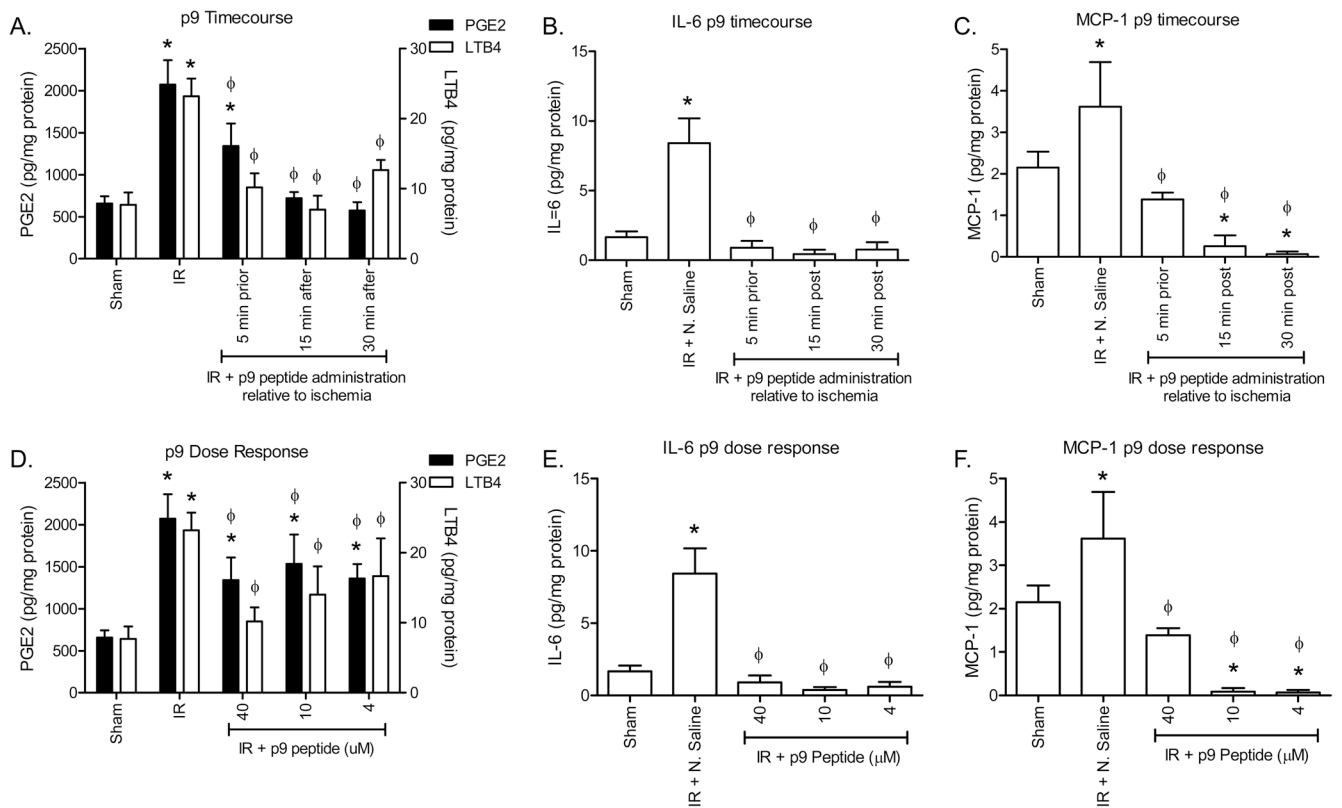 A.
p9 Timecourse
PGE2
LTB4
PGE2 (pg/mg protein)
2500
2000
1500
1000
500
0
* * ϕ * ϕ ϕ ϕ ϕ ϕ
30
20
10
0
LTB4 (pg/mg protein)
Sham
IR
5 min prior
15 min after
30 min after
IR + p9 peptide administration
relative to ischemia
B.
IL-6 p9 timecourse
IL=6 (pg/mg protein)
15
10
5
0
* ϕ ϕ ϕ
Sham
IR + N. Saline
5 min prior
15 min post
30 min post
IR + p9 peptide administration
relative to ischemia
C.
MCP-1 p9 timecourse
MCP-1 (pg/mg protein)
5
4
3
2
1
0
* ϕ ϕ * ϕ *
Sham
IR + N. Saline
5 min prior
15 min post
30 min post
IR + p9 peptide administration
relative to ischemia
D.
p9 Dose Response
PGE2
LTB4
PGE2 (pg/mg protein)
2500
2000
1500
1000
500
0
* * ϕ * ϕ ϕ * ϕ ϕ * ϕ
30
20
10
0
LTB4 (pg/mg protein)
Sham
IR
40
10
4
IR + p9 peptide (uM)
E.
IL-6 p9 dose response
IL-6 (pg/mg protein)
15
10
5
0
* ϕ ϕ ϕ
Sham
IR + N. Saline
40
10
4
IR + p9 Peptide (μM)
F.
MCP-1 p9 dose response
MCP-1 (pg/mg protein)
5
4
3
2
1
0
* ϕ ϕ * ϕ *
Sham
IR + N. Saline
40
10
4
IR + p9 Peptide (μM)